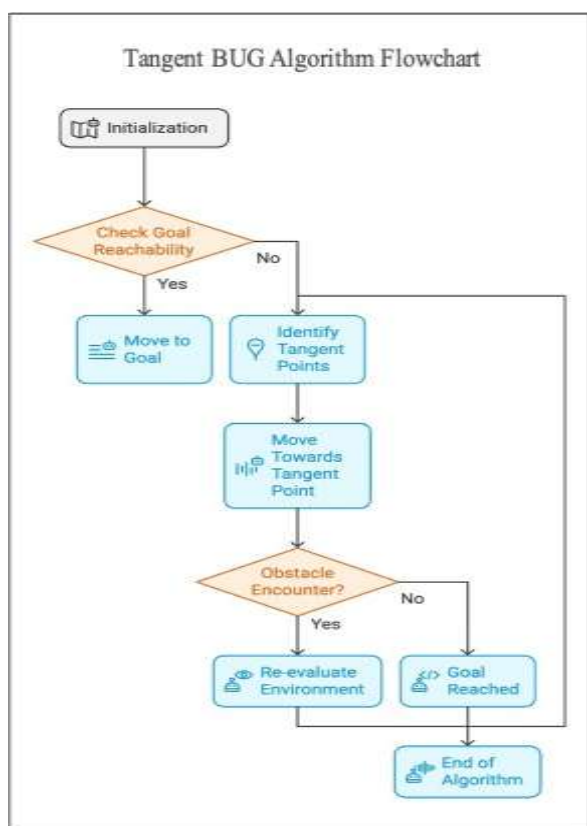 Tangent BUG Algorithm Flowchart
Initialization
Check Goal
Reachability
No
Yes
Move to
Goal
Identify
Tangent
Points
Move
Towards
Tangent
Point
Obstacle
Encounter?
No
Yes
Re-evaluate
Environment
Goal
Reached
End of
Algorithm